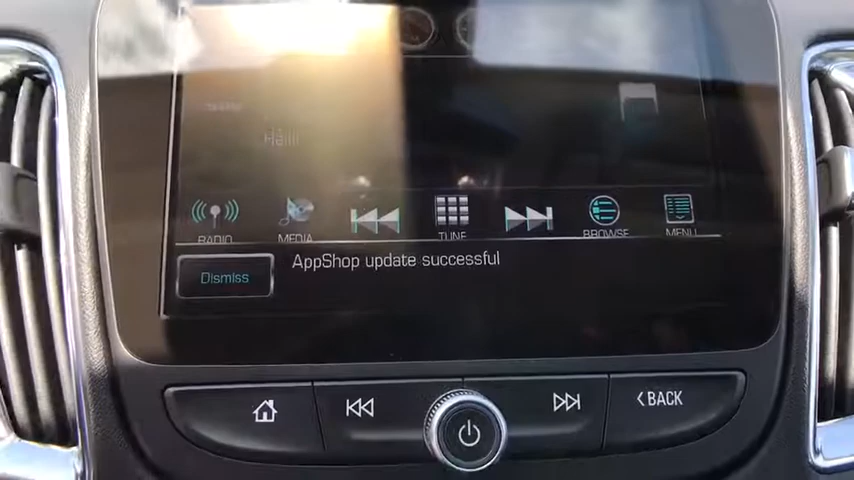 RADIO
MEDIA
TUNE
BROWSE
MENU
Dismiss
AppShop update successful
BACK